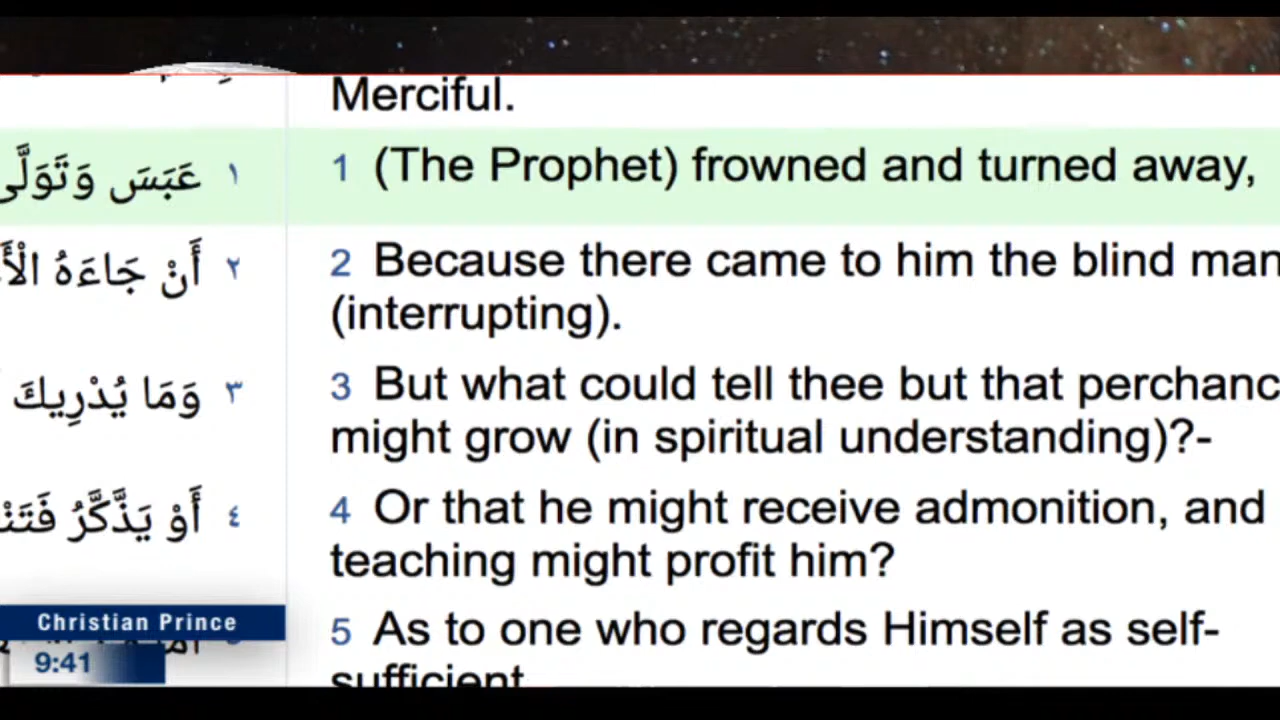 Merciful.
عَبَسَ وَتَوَلَّى ١
1 (The Prophet) frowned and turned away,
أَنْ جَاءَهُ ٢
2 Because there came to him the blind man
(interrupting).
وَمَا يُدْرِيكَ ٣
3 But what could tell thee but that
might grow (in spiritual understanding)?-
أَوْ يَذَّكَّرُ ٤
4 Or that he might receive admonition, and
teaching might profit him?
5 As to one who regards Himself as self-
sufficient
Christian Prince
9:41